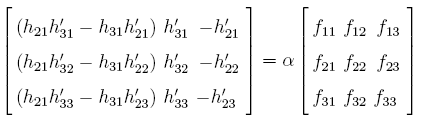 (h₂₁h′₃₁ − h₃₁h′₂₁) h′₃₁ −h′₂₁
(h₂₁h′₃₂ − h₃₁h′₂₂) h′₃₂ −h′₂₂ = α f₁₁ f₁₂ f₁₃
(h₂₁h′₃₃ − h₃₁h′₂₃) h′₃₃ −h′₂₃
f₂₁ f₂₂ f₂₃
f₃₁ f₃₂ f₃₃